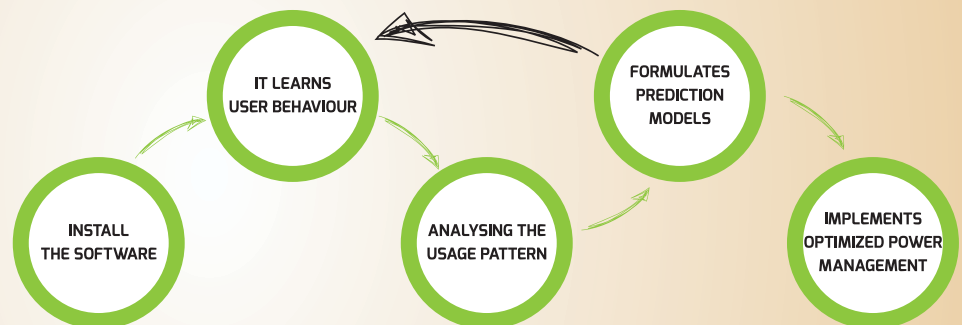 INSTALL
THE SOFTWARE
IT LEARNS
USER BEHAVIOUR
ANALYSING THE
USAGE PATTERN
FORMULATES
PREDICTION
MODELS
IMPLEMENTS
OPTIMIZED POWER
MANAGEMENT